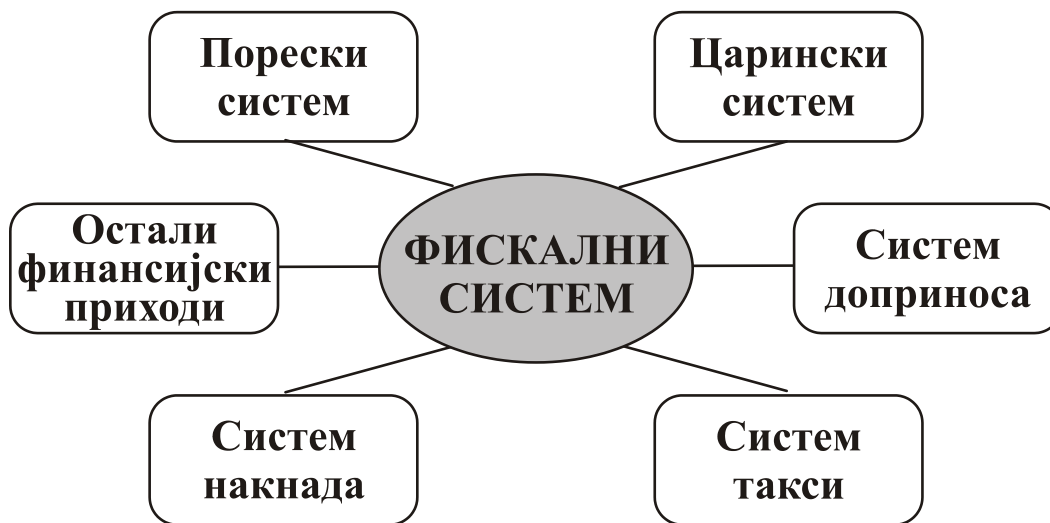 Порески
систем
Царински
систем
Остали
финансијски
приходи
ФИСКАЛНИ
СИСТЕМ
Систем
доприноса
Систем
накнада
Систем
такси